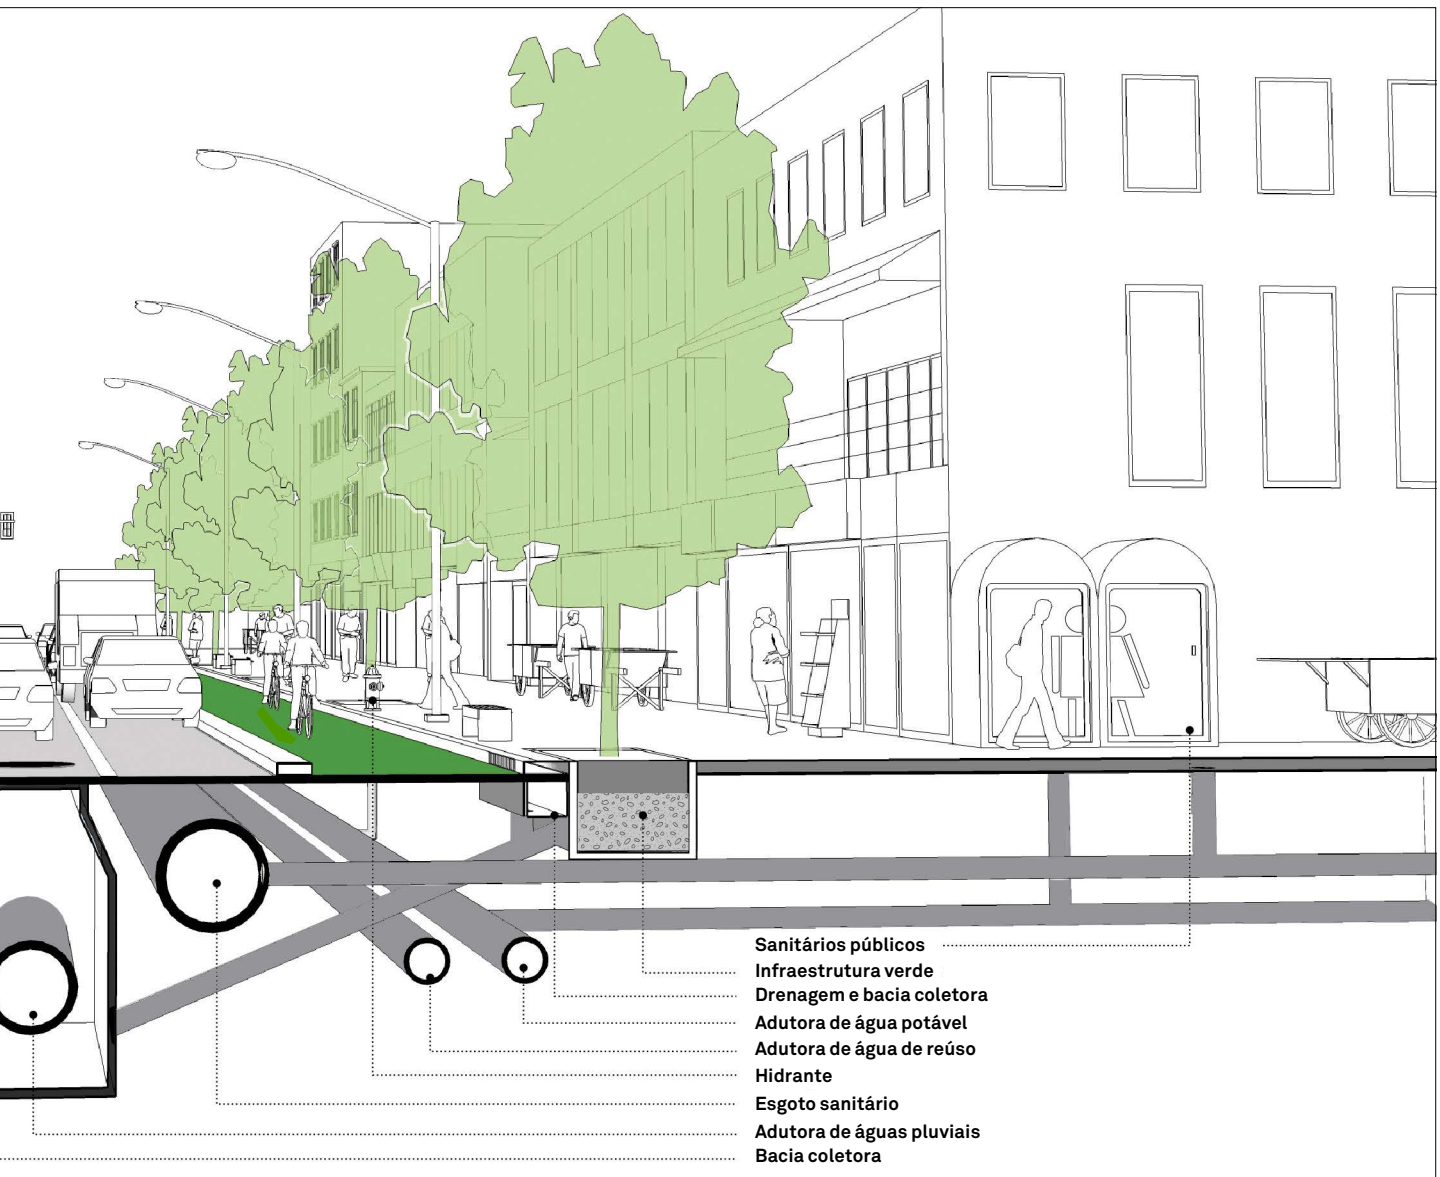 Sanitários públicos
Infraestrutura verde
Drenagem e bacia coletora
Adutora de água potável
Adutora de água de reúso
Hidrante
Esgoto sanitário
Adutora de águas pluviais
Bacia coletora